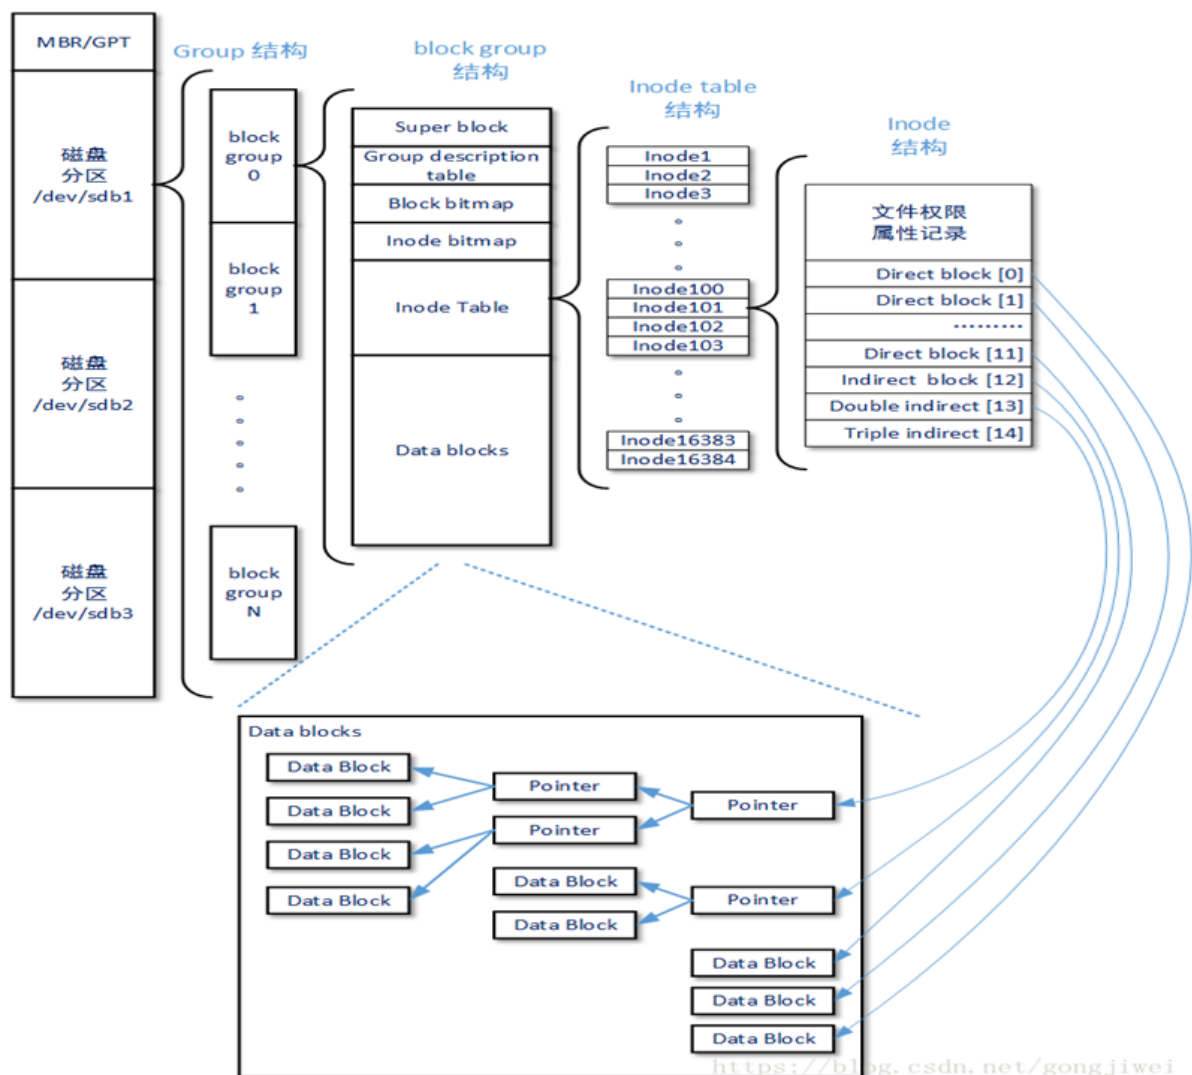 MBR/GPT
磁盘
分区
/dev/sdb1
磁盘
分区
/dev/sdb2
磁盘
分区
/dev/sdb3
Group 结构
block
group
0
block
group
1
block
group
N
block group
结构
Super block
Group description
table
Block bitmap
Inode bitmap
Inode Table
Data blocks
Inode table
结构
Inode1
Inode2
Inode3
Inode100
Inode101
Inode102
Inode103
Inode16383
Inode16384
Inode
结构
文件权限
属性记录
Direct block [0]
Direct block [1]
.........
Direct block [11]
Indirect block [12]
Double indirect [13]
Triple indirect [14]
Data blocks
Data Block
Data Block
Data Block
Data Block
Pointer
Pointer
Data Block
Data Block
Pointer
Pointer
Data Block
Data Block
Data Block
https://blog.csdn.net/gongjiwei